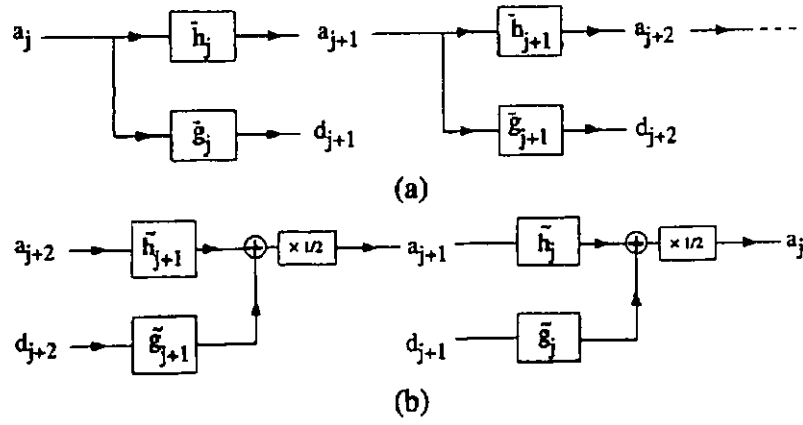 a_j h̄_j a_{j+1} h̄_{j+1} a_{j+2}
ḡ_j d_{j+1} ḡ_{j+1} d_{j+2}
(a)
a_{j+2} h̃_{j+1} × 1/2 a_{j+1} h̃_j × 1/2 a_j
d_{j+2} g̃_{j+1} d_{j+1} g̃_j
(b)